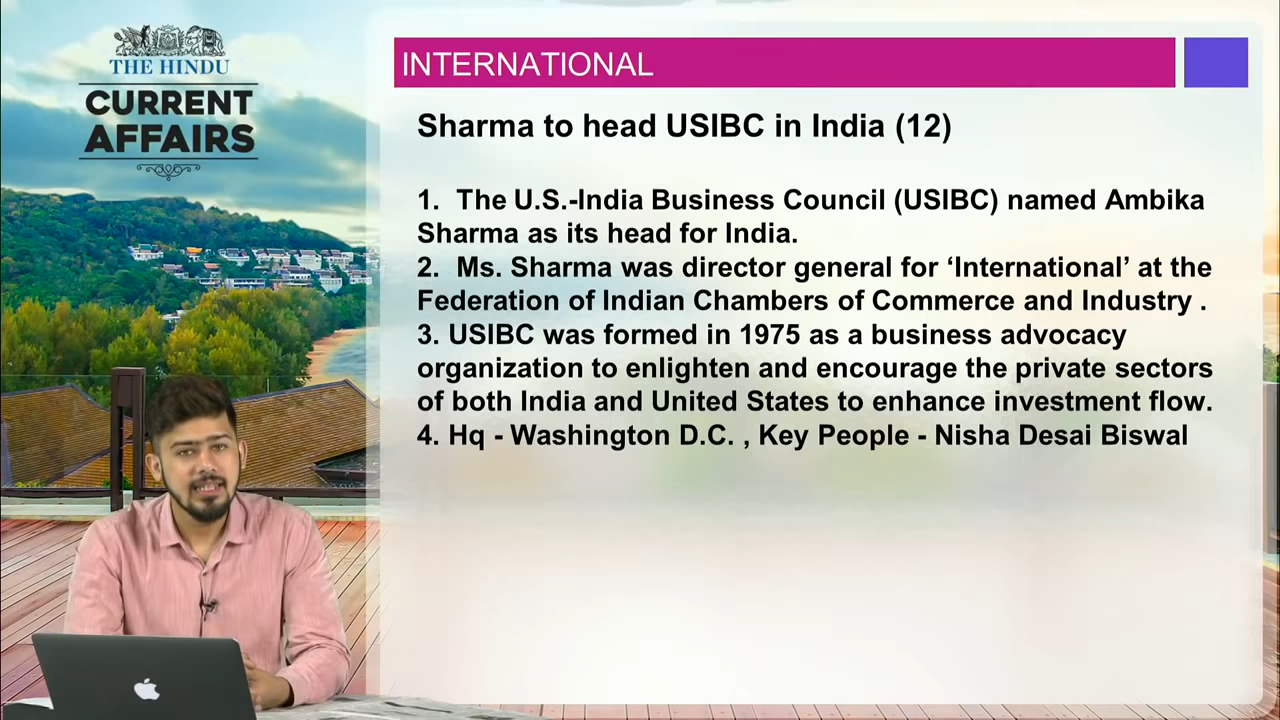 THE HINDU
CURRENT
AFFAIRS
INTERNATIONAL
Sharma to head USIBC in India (12)
1. The U.S.-India Business Council (USIBC) named Ambika
Sharma as its head for India.
2. Ms. Sharma was director general for ‘International’ at the
Federation of Indian Chambers of Commerce and Industry .
3. USIBC was formed in 1975 as a business advocacy
organization to enlighten and encourage the private sectors
of both India and United States to enhance investment flow.
4. Hq - Washington D.C. , Key People - Nisha Desai Biswal